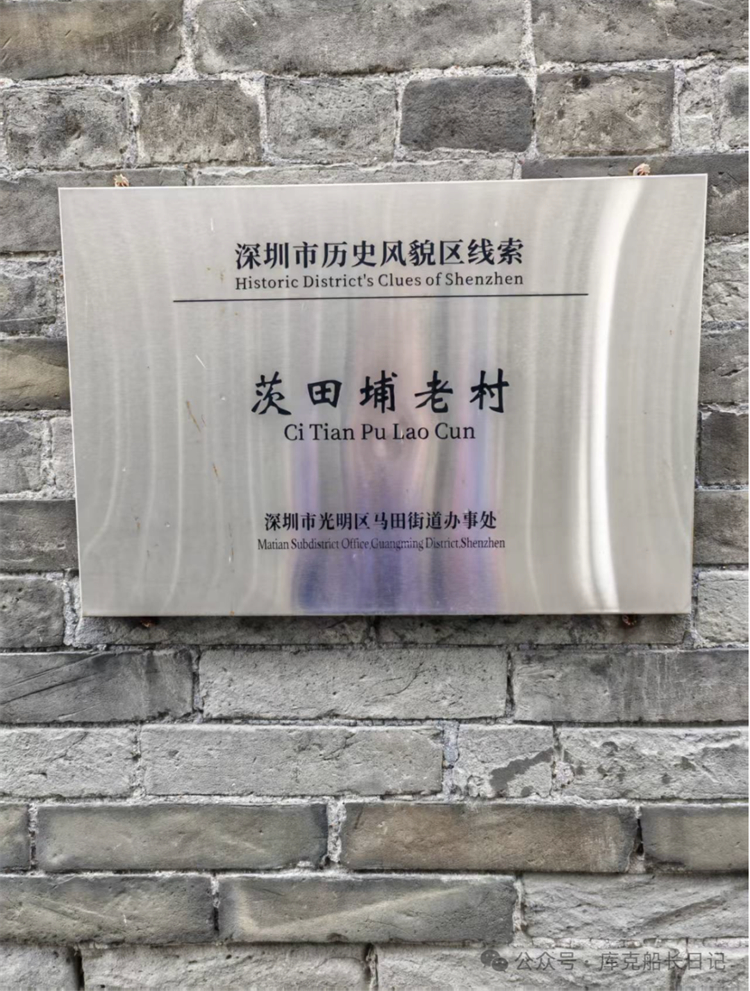 深圳市历史风貌区线索
Historic District's Clues of Shenzhen
茨田埔老村
Ci Tian Pu Lao Cun
深圳市光明区马田街道办事处
Matian Subdistrict Office,Guangming District,Shenzhen
公众号·库克船长日记